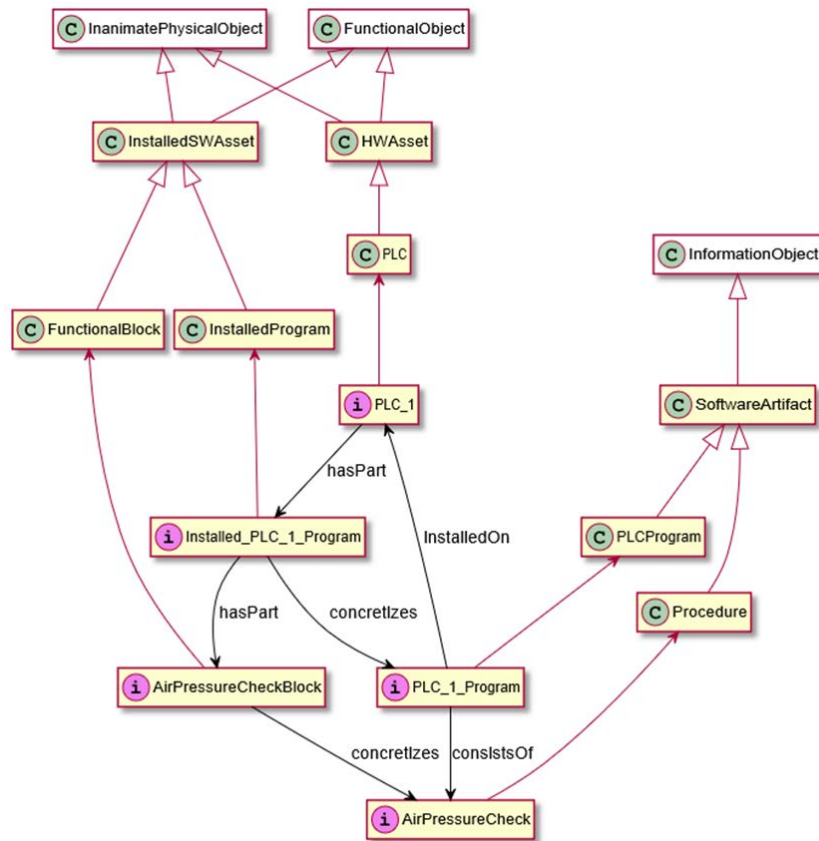 C InanimatePhysicalObject
C FunctionalObject
C InstalledSWAsset
C HWAsset
C PLC
C InformationObject
C FunctionalBlock
C InstalledProgram
i PLC_1
C SoftwareArtifact
hasPart
i Installed_PLC_1_Program
InstalledOn
C PLCProgram
C Procedure
hasPart
concretIzes
i AirPressureCheckBlock
i PLC_1_Program
concretIzes
consIstsOf
i AirPressureCheck